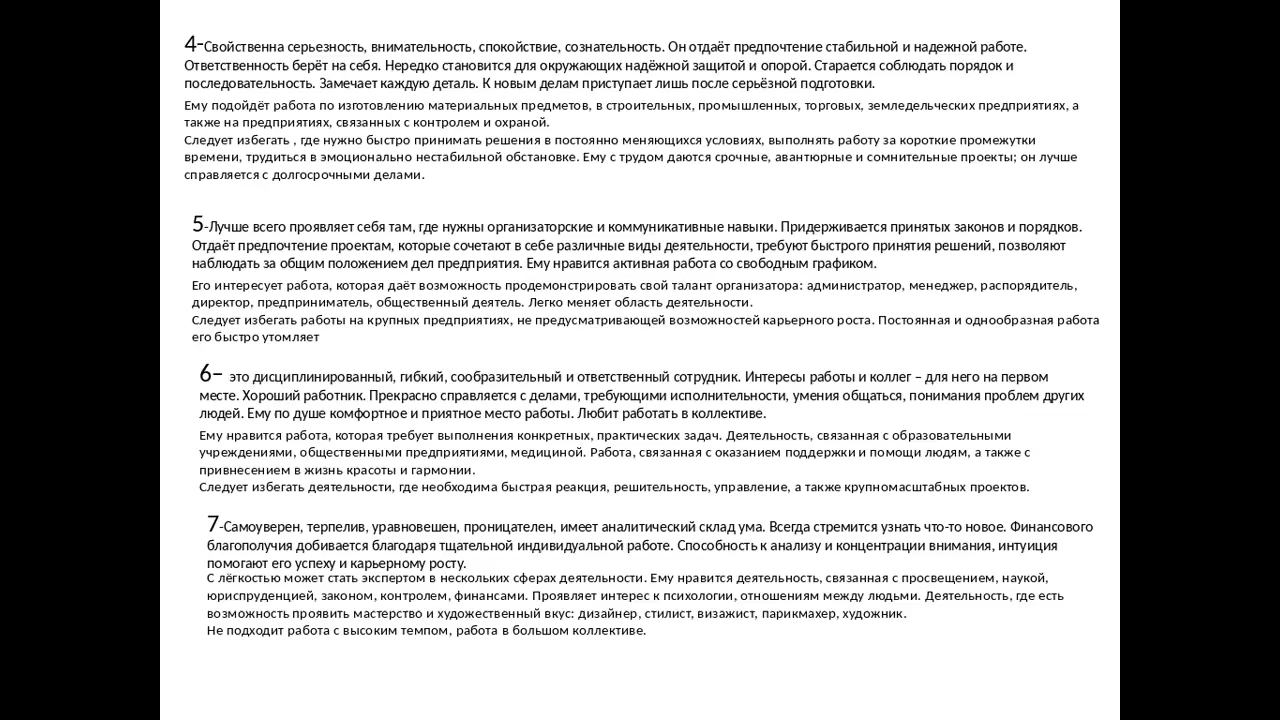 4-Свойственна серьезность, внимательность, спокойствие, сознательность. Он отдаёт предпочтение стабильной и надежной работе.
Ответственность берёт на себя. Нередко становится для окружающих надёжной защитой и опорой. Старается соблюдать порядок и
последовательность. Замечает каждую деталь. К новым делам приступает лишь после серьёзной подготовки.
Ему подойдёт работа по изготовлению материальных предметов, в строительных, промышленных, торговых, земледельческих предприятиях, а
также на предприятиях, связанных с контролем и охраной.
Следует избегать , где нужно быстро принимать решения в постоянно меняющихся условиях, выполнять работу за короткие промежутки
времени, трудиться в эмоционально нестабильной обстановке. Ему с трудом даются срочные, авантюрные и сомнительные проекты; он лучше
справляется с долгосрочными делами.
5-Лучше всего проявляет себя там, где нужны организаторские и коммуникативные навыки. Придерживается принятых законов и порядков.
Отдаёт предпочтение проектам, которые сочетают в себе различные виды деятельности, требуют быстрого принятия решений, позволяют
наблюдать за общим положением дел предприятия. Ему нравится активная работа со свободным графиком.
Его интересует работа, которая даёт возможность продемонстрировать свой талант организатора: администратор, менеджер, распорядитель,
директор, предприниматель, общественный деятель. Легко меняет область деятельности.
Следует избегать работы на крупных предприятиях, не предусматривающей возможностей карьерного роста. Постоянная и однообразная работа
его быстро утомляет
6– это дисциплинированный, гибкий, сообразительный и ответственный сотрудник. Интересы работы и коллег – для него на первом
месте. Хороший работник. Прекрасно справляется с делами, требующими исполнительности, умения общаться, понимания проблем других
людей. Ему по душе комфортное и приятное место работы. Любит работать в коллективе.
Ему нравится работа, которая требует выполнения конкретных, практических задач. Деятельность, связанная с образовательными
учреждениями, общественными предприятиями, медициной. Работа, связанная с оказанием поддержки и помощи людям, а также с
привнесением в жизнь красоты и гармонии.
Следует избегать деятельности, где необходима быстрая реакция, решительность, управление, а также крупномасштабных проектов.
7-Самоуверен, терпелив, уравновешен, проницателен, имеет аналитический склад ума. Всегда стремится узнать что-то новое. Финансового
благополучия добивается благодаря тщательной индивидуальной работе. Способность к анализу и концентрации внимания, интуиция
помогают его успеху и карьерному росту.
С лёгкостью может стать экспертом в нескольких сферах деятельности. Ему нравится деятельность, связанная с просвещением, наукой,
юриспруденцией, законом, контролем, финансами. Проявляет интерес к психологии, отношениям между людьми. Деятельность, где есть
возможность проявить мастерство и художественный вкус: дизайнер, стилист, визажист, парикмахер, художник.
Не подходит работа с высоким темпом, работа в большом коллективе.